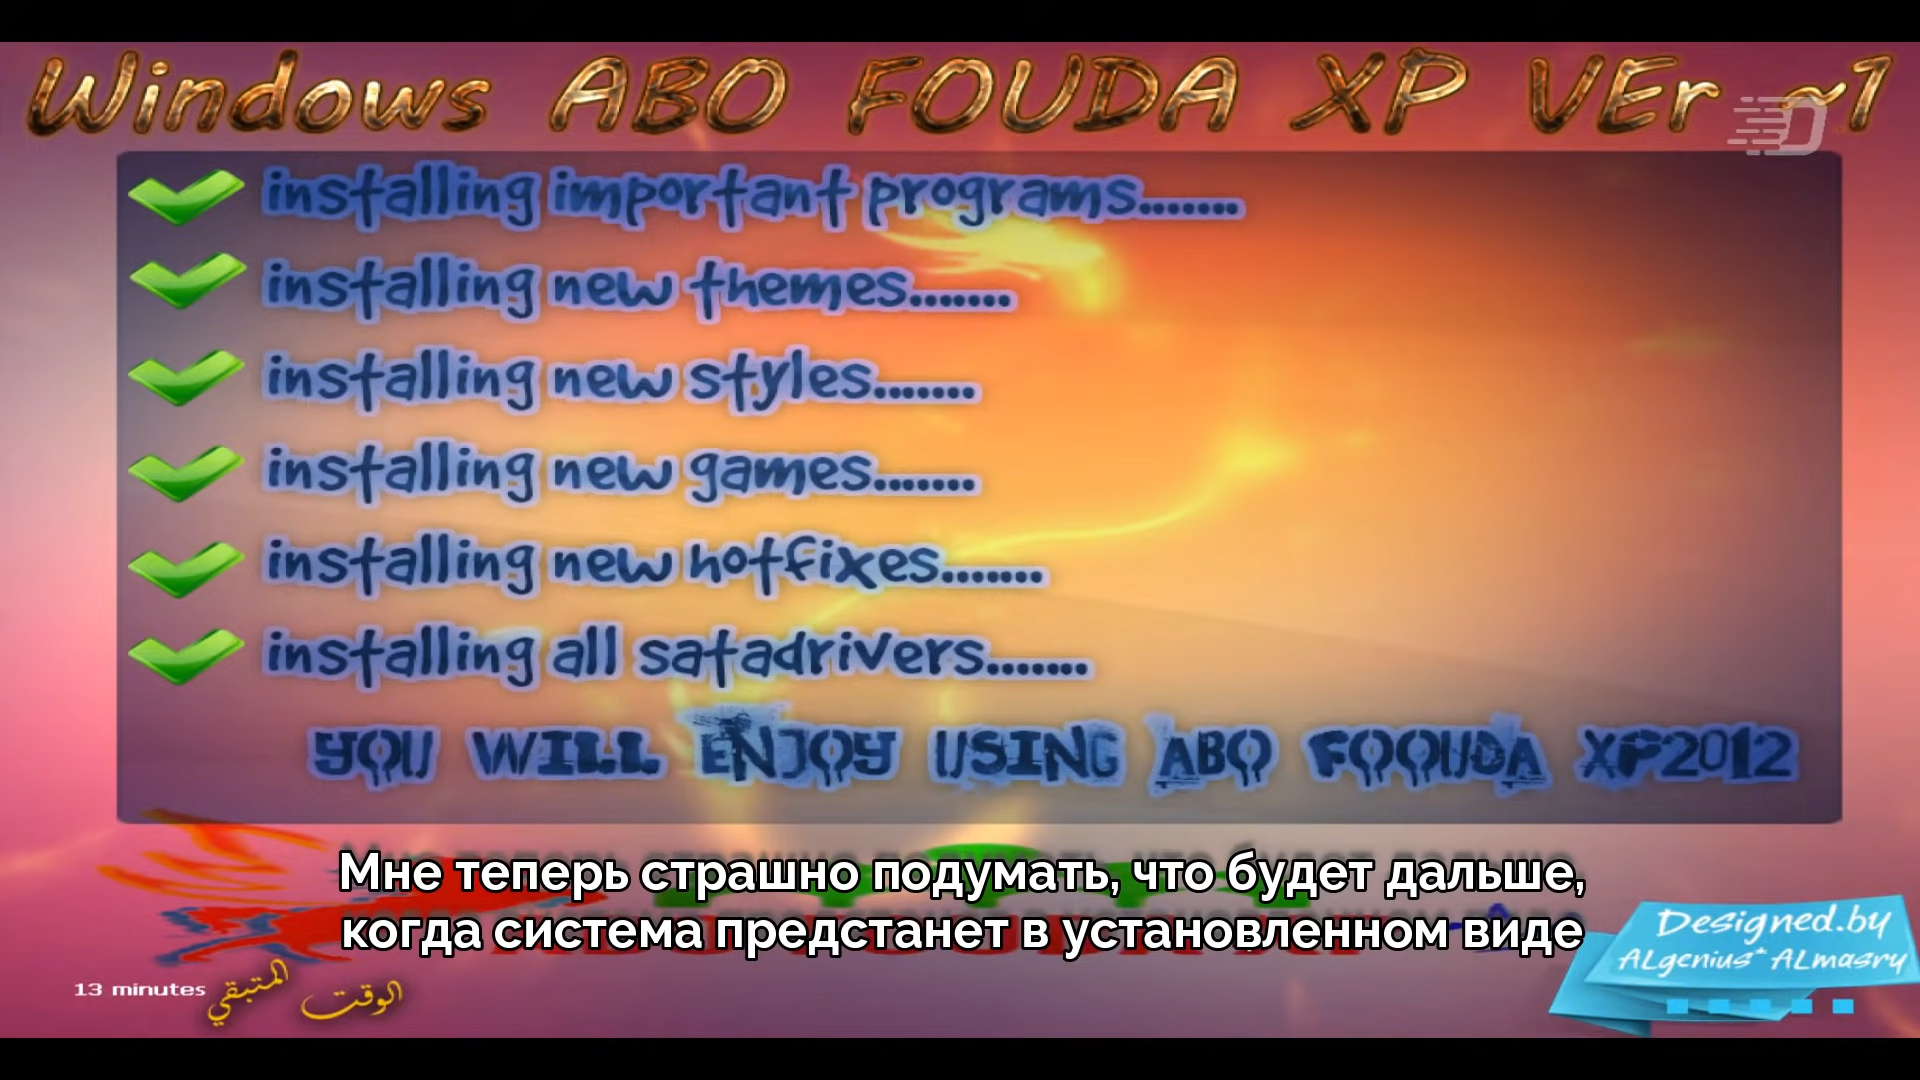 Windows ABO FOUDA XP VEr ~1
installing important programs.......
installing new themes.......
installing new styles.......
installing new games.......
installing new hotfixes.......
installing all satadrivers.......
YOU WILL ENJOY USING ABO FOOUDA XP2012
Мне теперь страшно подумать, что будет дальше,
когда система предстанет в установленном виде
Designed.by
ALgenius* ALmasry
13 minutes
الوقت المتبقي